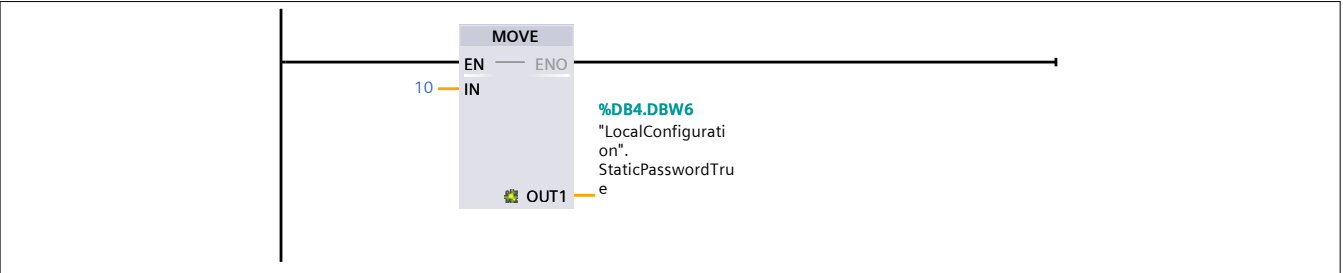 MOVE
EN ENO
10 IN
%DB4.DBW6
"LocalConfigurati
on".
StaticPasswordTru
e
OUT1